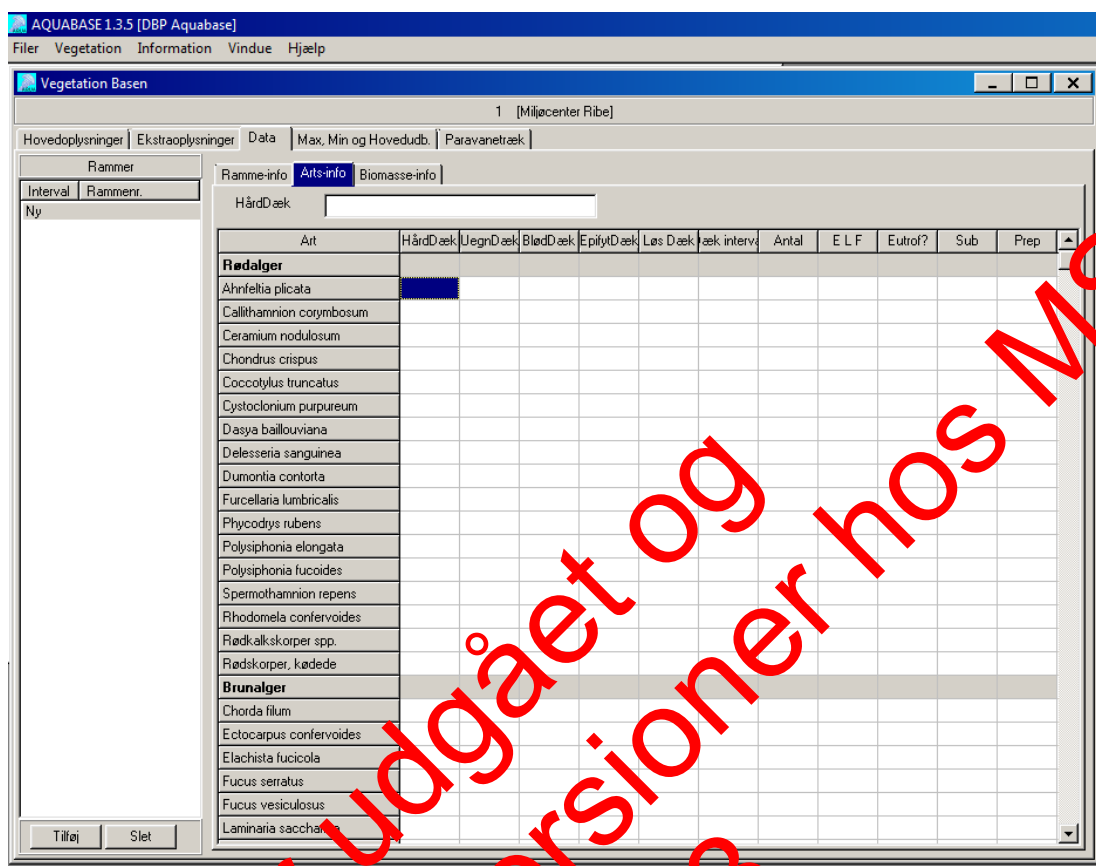 AQUABASE 1.3.5 [DBP Aquabase]
Filer Vegetation Information Vindue Hjælp
Vegetation Basen
1 [Miljøcenter Ribe]
Hovedoplysninger Ekstraoplysninger Data Max, Min og Hovedudb. Paravanetræk
Rammer
Interval Rammenr.
Ny
Ramme-info Arts-info Biomasse-info
HårdDæk
Art HårdDæk UegnDæk BlødDæk EpifytDæk Løs Dæk Antal E L F Eutrof? Sub Prep
Rødalger
Ahnfeltia plicata
Callithamnion corymbosum
Ceramium nodulosum
Chondrus crispus
Coccotylus truncatus
Cystoclonium purpureum
Dasya baillouviana
Delesseria sanguinea
Dumontia contorta
Furcellaria lumbricalis
Phycodrys rubens
Polysiphonia elongata
Polysiphonia fucoides
Spermothamnion repens
Rhodomela confervoides
Rødkalkskorper spp.
Rødskorper, kødede
Brunalger
Chorda filum
Ectocarpus confervoides
Elachista fucicola
Fucus serratus
Fucus vesiculosus
Laminaria
Tilføj Slet
udgået og
hos